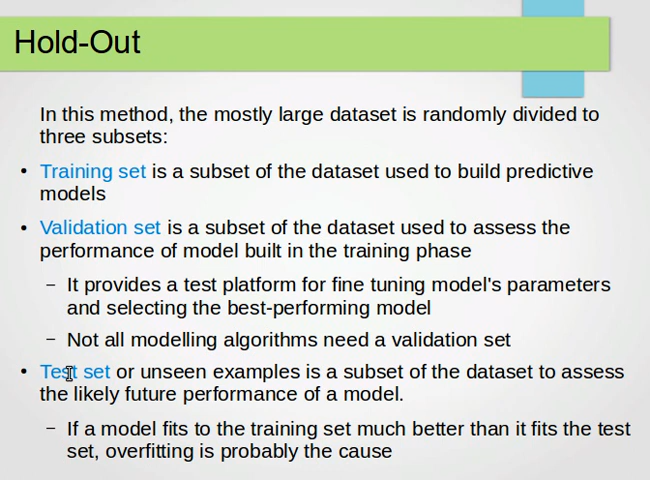 Hold-Out
In this method, the mostly large dataset is randomly divided to
three subsets:
• Training set is a subset of the dataset used to build predictive
models
• Validation set is a subset of the dataset used to assess the
performance of model built in the training phase
– It provides a test platform for fine tuning model's parameters
and selecting the best-performing model
– Not all modelling algorithms need a validation set
• Test set or unseen examples is a subset of the dataset to assess
the likely future performance of a model.
– If a model fits to the training set much better than it fits the test
set, overfitting is probably the cause